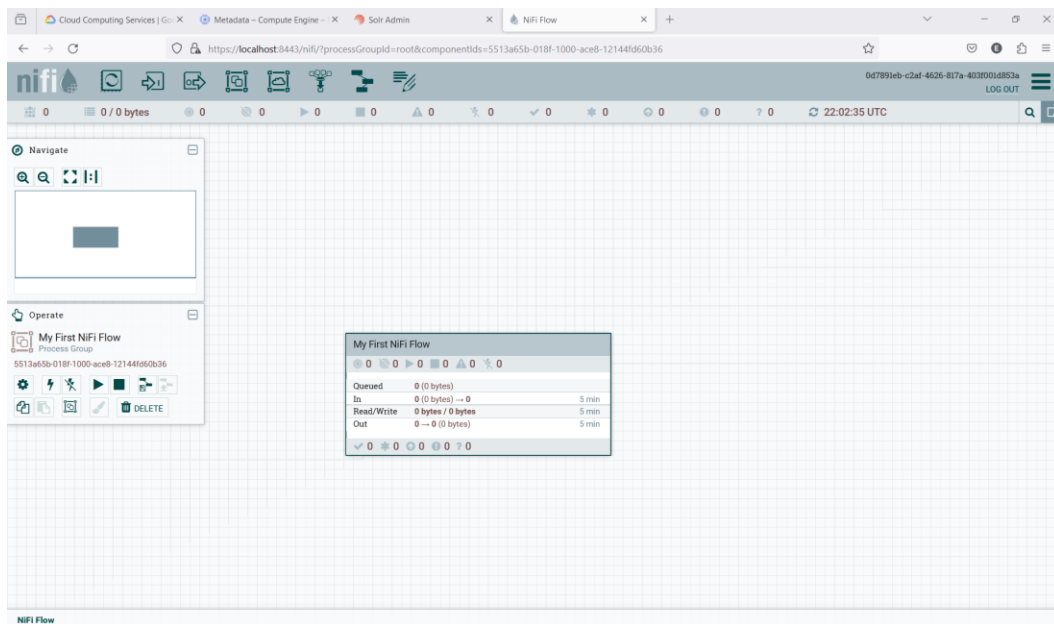 Cloud Computing Services | Go
Metadata – Compute Engine –
Solr Admin
NiFi Flow
https://localhost:8443/nifi/?processGroupId=root&componentIds=5513a65b-018f-1000-ace8-12144fd60b36
nifi
0d7891eb-c2af-4626-817a-403f001d853a
LOG OUT
0 0 / 0 bytes 0 0 0 0 0 0 0 0 0 0 0 22:02:35 UTC
Navigate
Operate
My First NiFi Flow
Process Group
5513a65b-018f-1000-ace8-12144fd60b36
DELETE
My First NiFi Flow
0 0 0 0 0 0
Queued 0 (0 bytes)
In 0 (0 bytes) → 0 5 min
Read/Write 0 bytes / 0 bytes 5 min
Out 0 → 0 (0 bytes) 5 min
0 0 0 0 ? 0
NiFi Flow